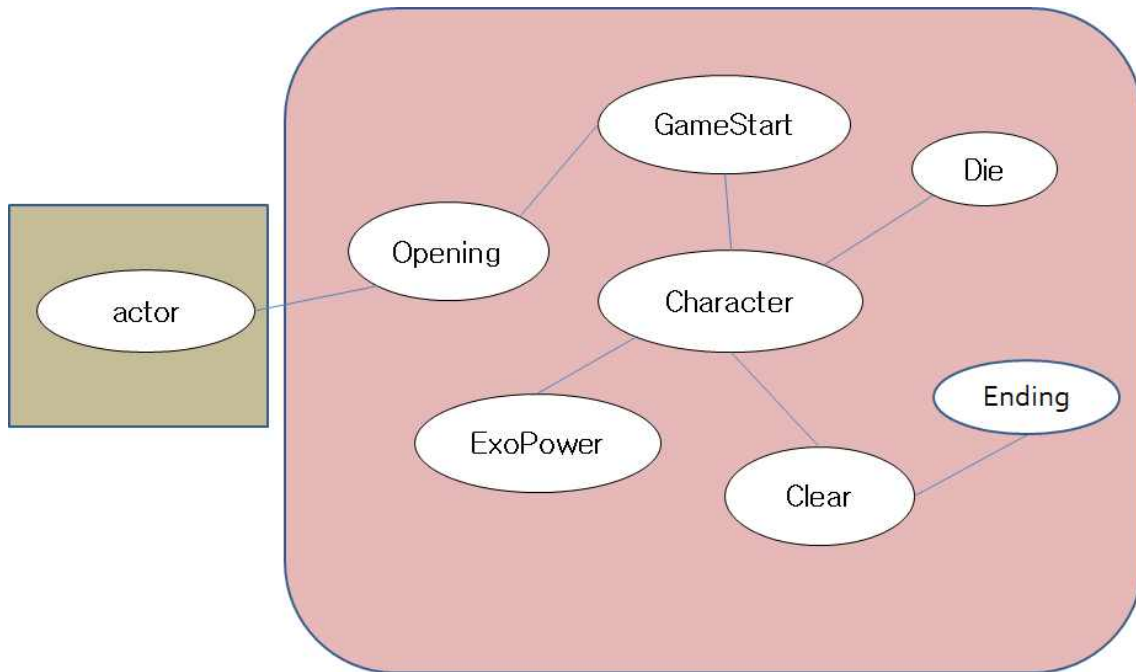 GameStart
Die
Opening
Character
actor
Ending
ExoPower
Clear